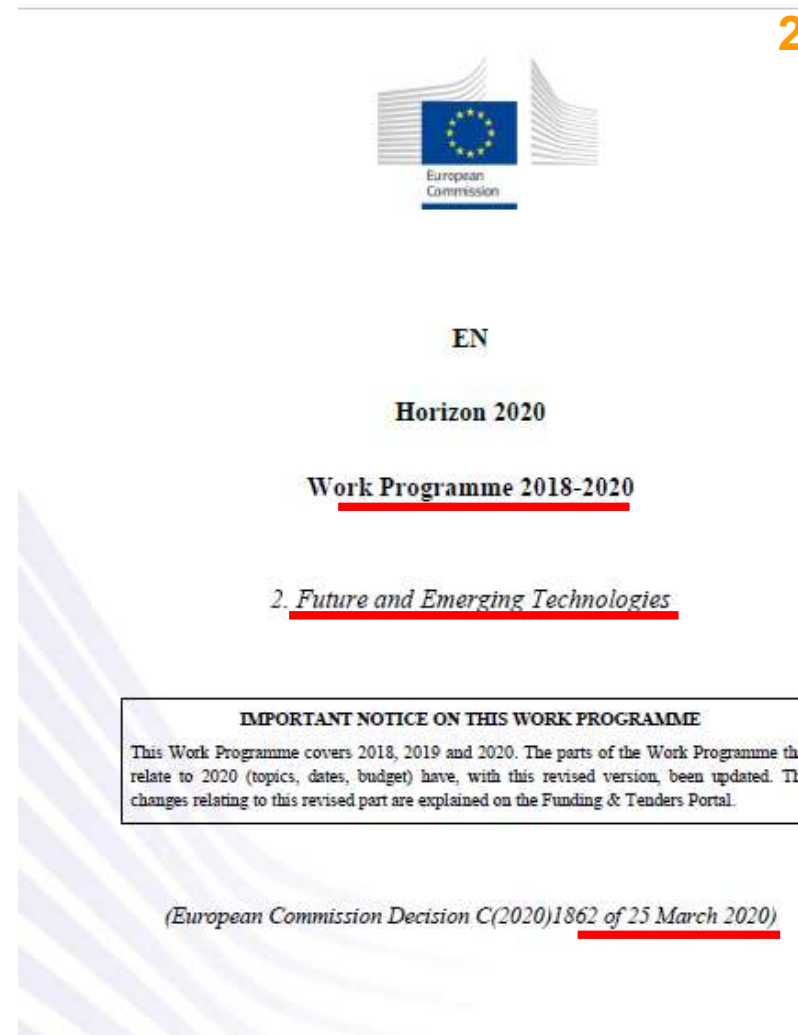 2
European
Commission
EN
Horizon 2020
Work Programme 2018-2020
2. Future and Emerging Technologies
IMPORTANT NOTICE ON THIS WORK PROGRAMME
This Work Programme covers 2018, 2019 and 2020. The parts of the Work Programme
relate to 2020 (topics, dates, budget) have, with this revised version, been updated.
changes relating to this revised part are explained on the Funding & Tenders Portal.
(European Commission Decision C(2020)1862 of 25 March 2020)